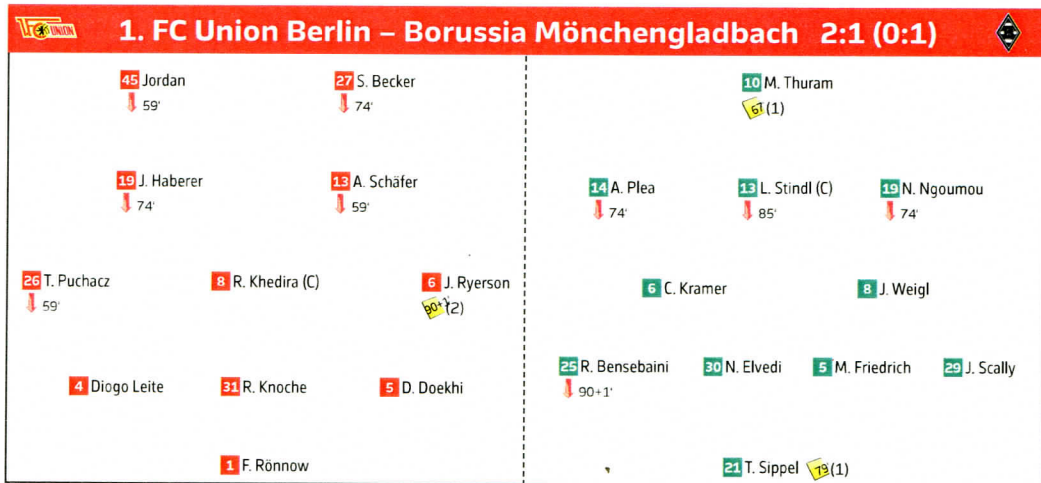 UNION
1. FC Union Berlin – Borussia Mönchengladbach 2:1 (0:1)
45 Jordan
59'
27 S. Becker
74'
19 J. Haberer
74'
13 A. Schäfer
59'
26 T. Puchacz
59'
8 R. Khedira (C)
6 J. Ryerson
90+1' (2)
4 Diogo Leite
31 R. Knoche
5 D. Doekhi
1 F. Rönnow
10 M. Thuram
67 (1)
14 A. Plea
74'
13 L. Stindl (C)
85'
19 N. Ngoumou
74'
6 C. Kramer
8 J. Weigl
25 R. Bensebaini
90+1'
30 N. Elvedi
5 M. Friedrich
29 J. Scally
21 T. Sippel 79 (1)